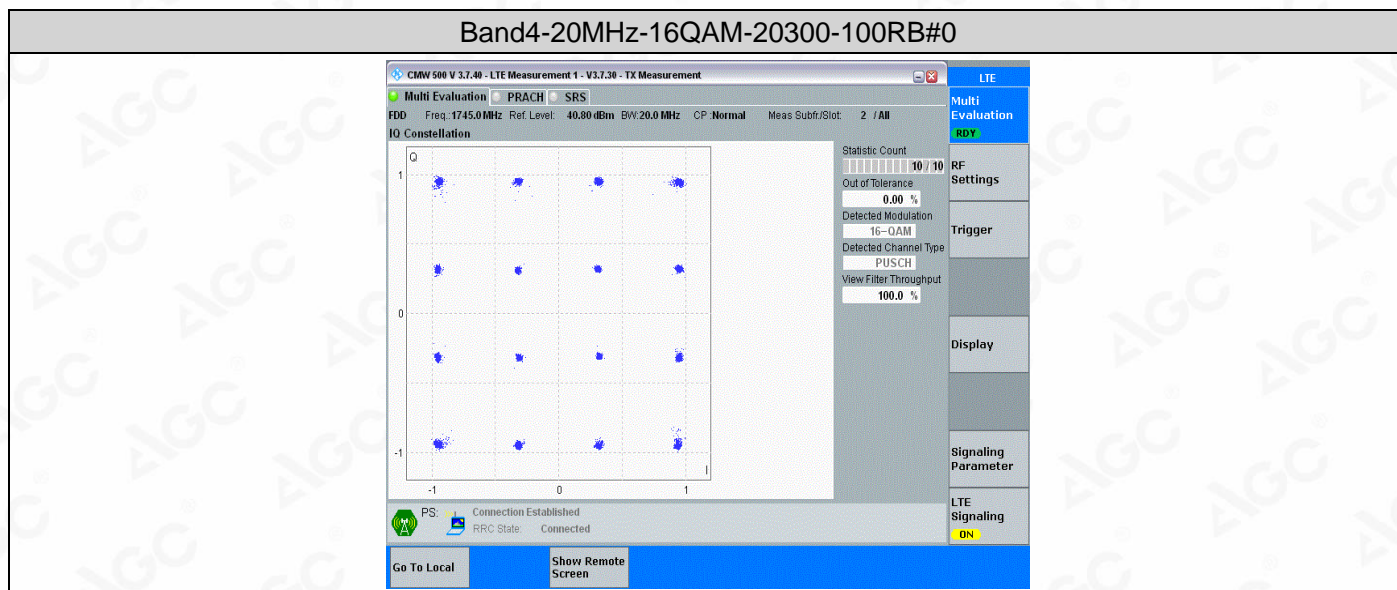 Band4-20MHz-16QAM-20300-100RB#0
CMW 500 V 3.7.40 - LTE Measurement 1 - V3.7.30 - TX Measurement
LTE
Multi Evaluation PRACH SRS
FDD Freq.:1745.0 MHz Ref. Level: 40.80 dBm BW:20.0 MHz CP :Normal Meas Subfr./Slot: 2 / All
IQ Constellation
Q
1
0
-1
I
-1 0 1
Statistic Count
10 / 10
Out of Tolerance
0.00 %
Detected Modulation
16-QAM
Detected Channel Type
PUSCH
View Filter Throughput
100.0 %
Multi
Evaluation
RDY
RF
Settings
Trigger
Display
Signaling
Parameter
LTE
Signaling
ON
PS: Connection Established
RRC State: Connected
Go To Local
Show Remote
Screen
AGC